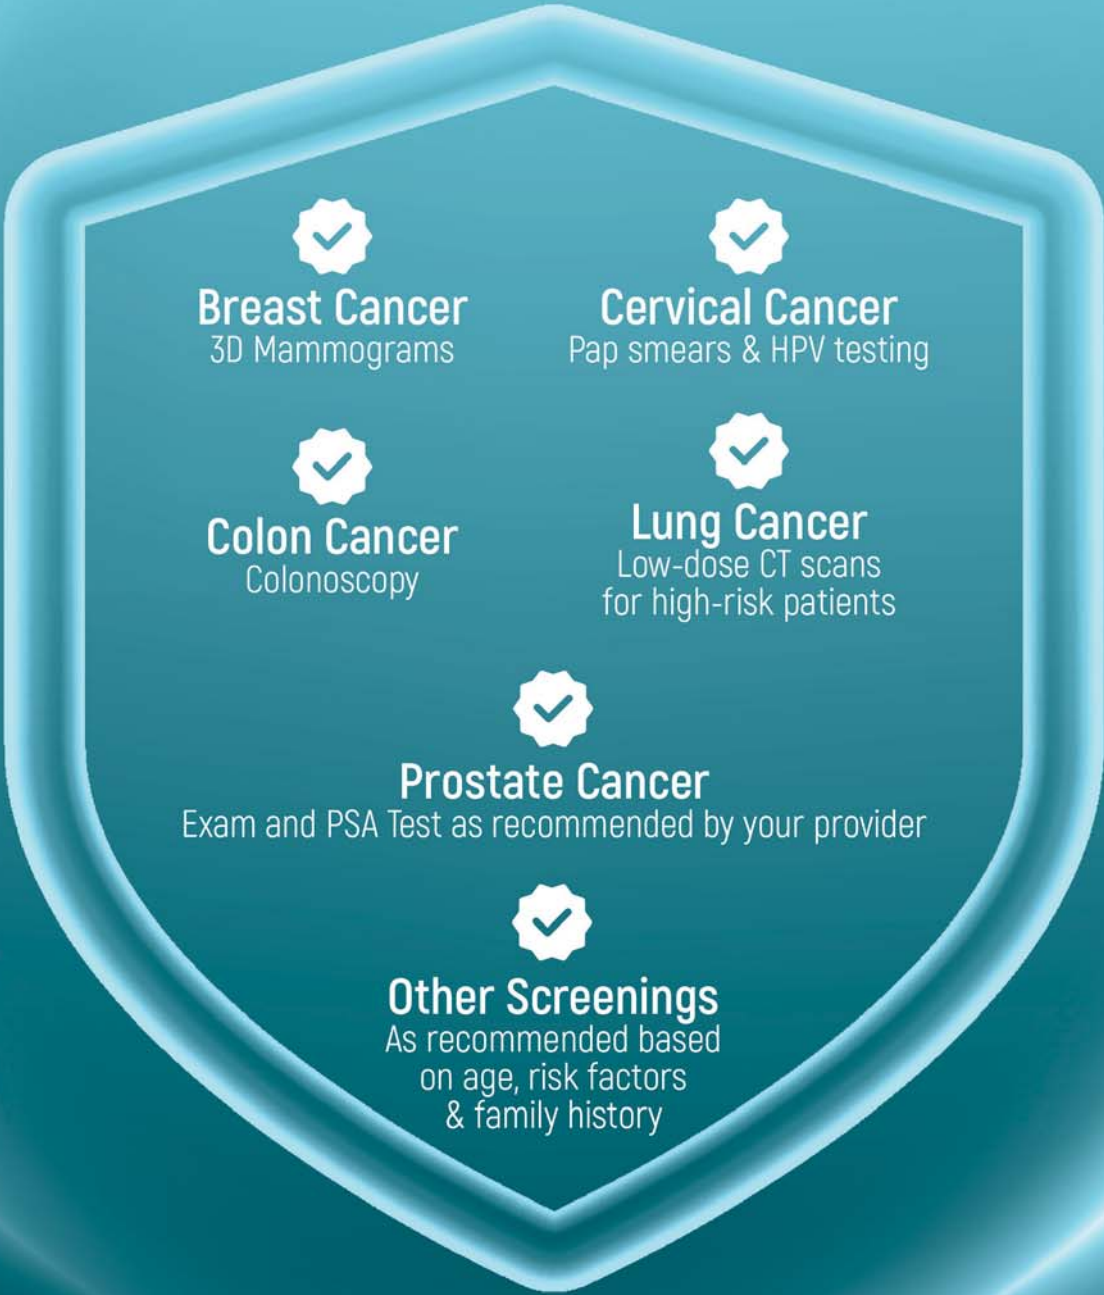 Breast Cancer
3D Mammograms
Cervical Cancer
Pap smears & HPV testing
Colon Cancer
Colonoscopy
Lung Cancer
Low-dose CT scans
for high-risk patients
Prostate Cancer
Exam and PSA Test as recommended by your provider
Other Screenings
As recommended based
on age, risk factors
& family history